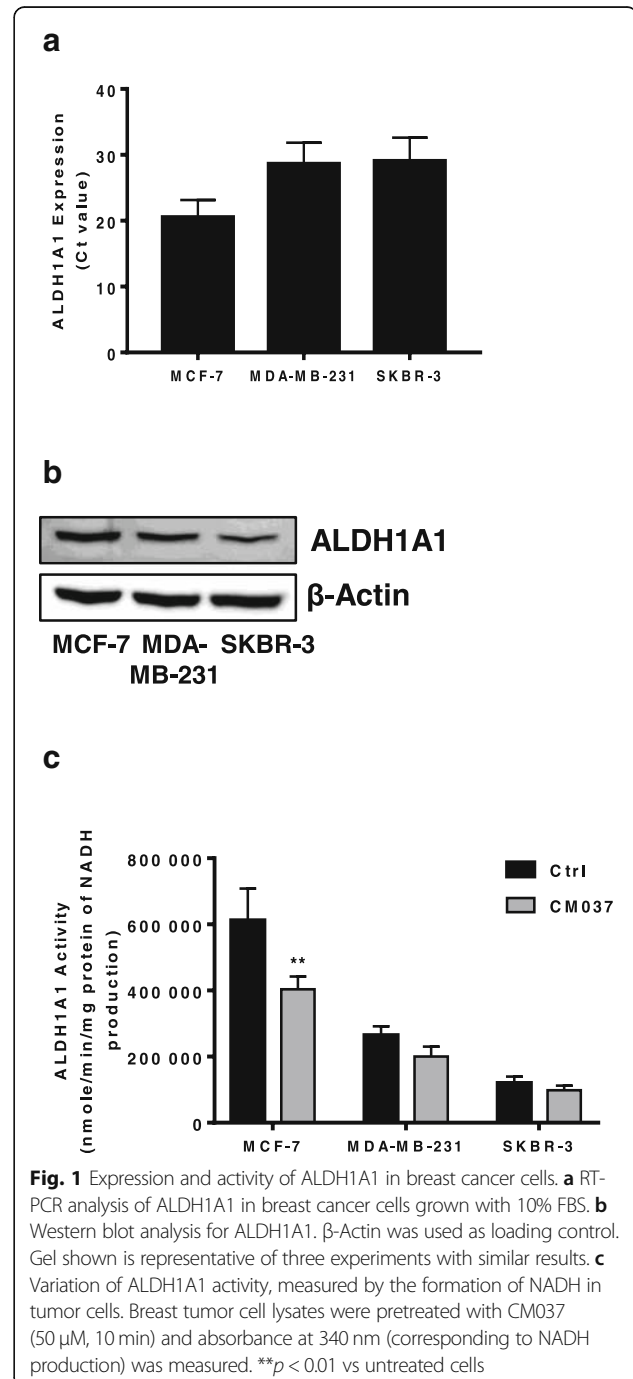 a
40
30
20
10
0
ALDH1A1 Expression
(Ct value)
MCF-7 MDA-MB-231 SKBR-3
b
ALDH1A1
β-Actin
MCF-7 MDA- SKBR-3
MB-231
c
800 000
600 000
400 000
200 000
0
ALDH1A1 Activity
(nmole/min/mg protein of NADH
production)
Ctrl
CM037
**
MCF-7 MDA-MB-231 SKBR-3
Fig. 1 Expression and activity of ALDH1A1 in breast cancer cells. a RT-
PCR analysis of ALDH1A1 in breast cancer cells grown with 10% FBS. b
Western blot analysis for ALDH1A1. β-Actin was used as loading control.
Gel shown is representative of three experiments with similar results. c
Variation of ALDH1A1 activity, measured by the formation of NADH in
tumor cells. Breast tumor cell lysates were pretreated with CM037
(50 μM, 10 min) and absorbance at 340 nm (corresponding to NADH
production) was measured. **p < 0.01 vs untreated cells